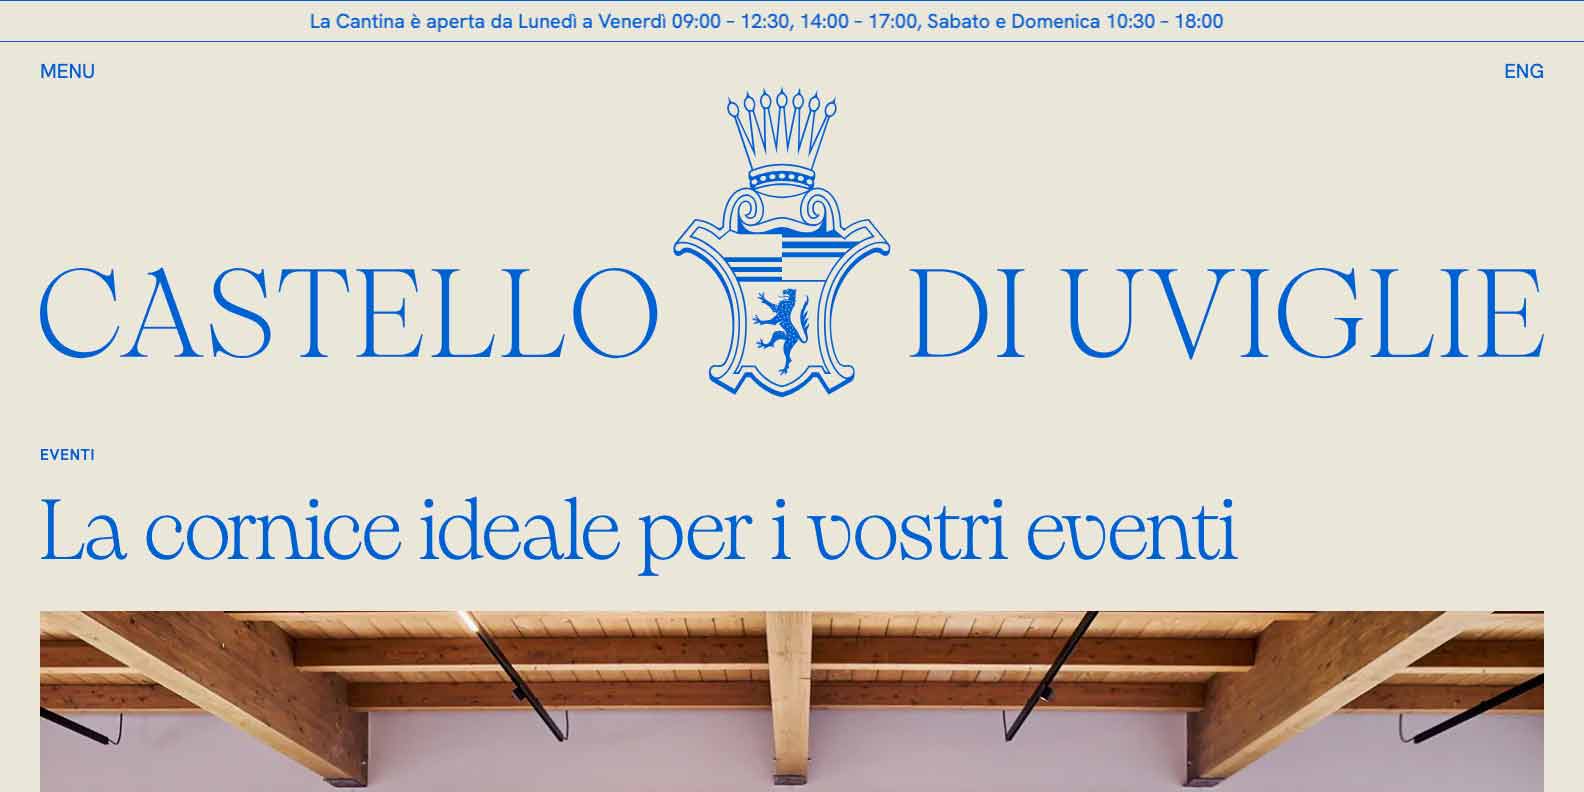 La Cantina è aperta da Lunedì a Venerdì 09:00 – 12:30, 14:00 – 17:00, Sabato e Domenica 10:30 – 18:00
MENU
ENG
CASTELLO DI UVIGLIE
EVENTI
La cornice ideale per i vostri eventi